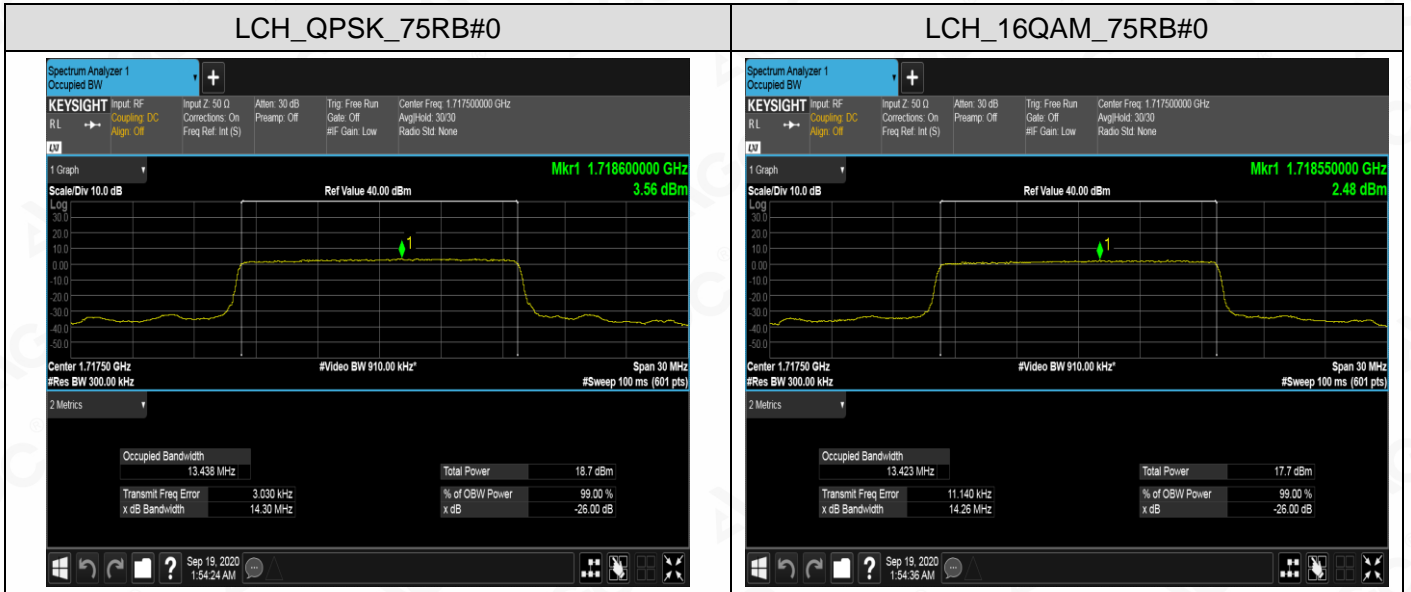 LCH_QPSK_75RB#0
Spectrum Analyzer 1
Occupied BW
KEYSIGHT
RL
LXI
Input: RF
Coupling: DC
Align: Off
Input Z: 50 Ω
Corrections: On
Freq Ref: Int (S)
Atten: 30 dB
Preamp: Off
Trig: Free Run
Gate: Off
#IF Gain: Low
Center Freq: 1.717500000 GHz
Avg|Hold: 30/30
Radio Std: None
1 Graph
Mkr1 1.718600000 GHz
3.56 dBm
Scale/Div 10.0 dB
Ref Value 40.00 dBm
Log
30.0
20.0
10.0
0.00
-10.0
-20.0
-30.0
-40.0
-50.0
1
Center 1.71750 GHz
#Video BW 910.00 kHz*
Span 30 MHz
#Res BW 300.00 kHz
#Sweep 100 ms (601 pts)
2 Metrics
Occupied Bandwidth
13.438 MHz
Total Power 18.7 dBm
Transmit Freq Error 3.030 kHz
% of OBW Power 99.00 %
x dB Bandwidth 14.30 MHz
x dB -26.00 dB
?
Sep 19, 2020
1:54:24 AM
LCH_16QAM_75RB#0
Spectrum Analyzer 1
Occupied BW
KEYSIGHT
RL
LXI
Input: RF
Coupling: DC
Align: Off
Input Z: 50 Ω
Corrections: On
Freq Ref: Int (S)
Atten: 30 dB
Preamp: Off
Trig: Free Run
Gate: Off
#IF Gain: Low
Center Freq: 1.717500000 GHz
Avg|Hold: 30/30
Radio Std: None
1 Graph
Mkr1 1.718550000 GHz
2.48 dBm
Scale/Div 10.0 dB
Ref Value 40.00 dBm
Log
30.0
20.0
10.0
0.00
-10.0
-20.0
-30.0
-40.0
-50.0
1
Center 1.71750 GHz
#Video BW 910.00 kHz*
Span 30 MHz
#Res BW 300.00 kHz
#Sweep 100 ms (601 pts)
2 Metrics
Occupied Bandwidth
13.423 MHz
Total Power 17.7 dBm
Transmit Freq Error 11.140 kHz
% of OBW Power 99.00 %
x dB Bandwidth 14.26 MHz
x dB -26.00 dB
?
Sep 19, 2020
1:54:36 AM